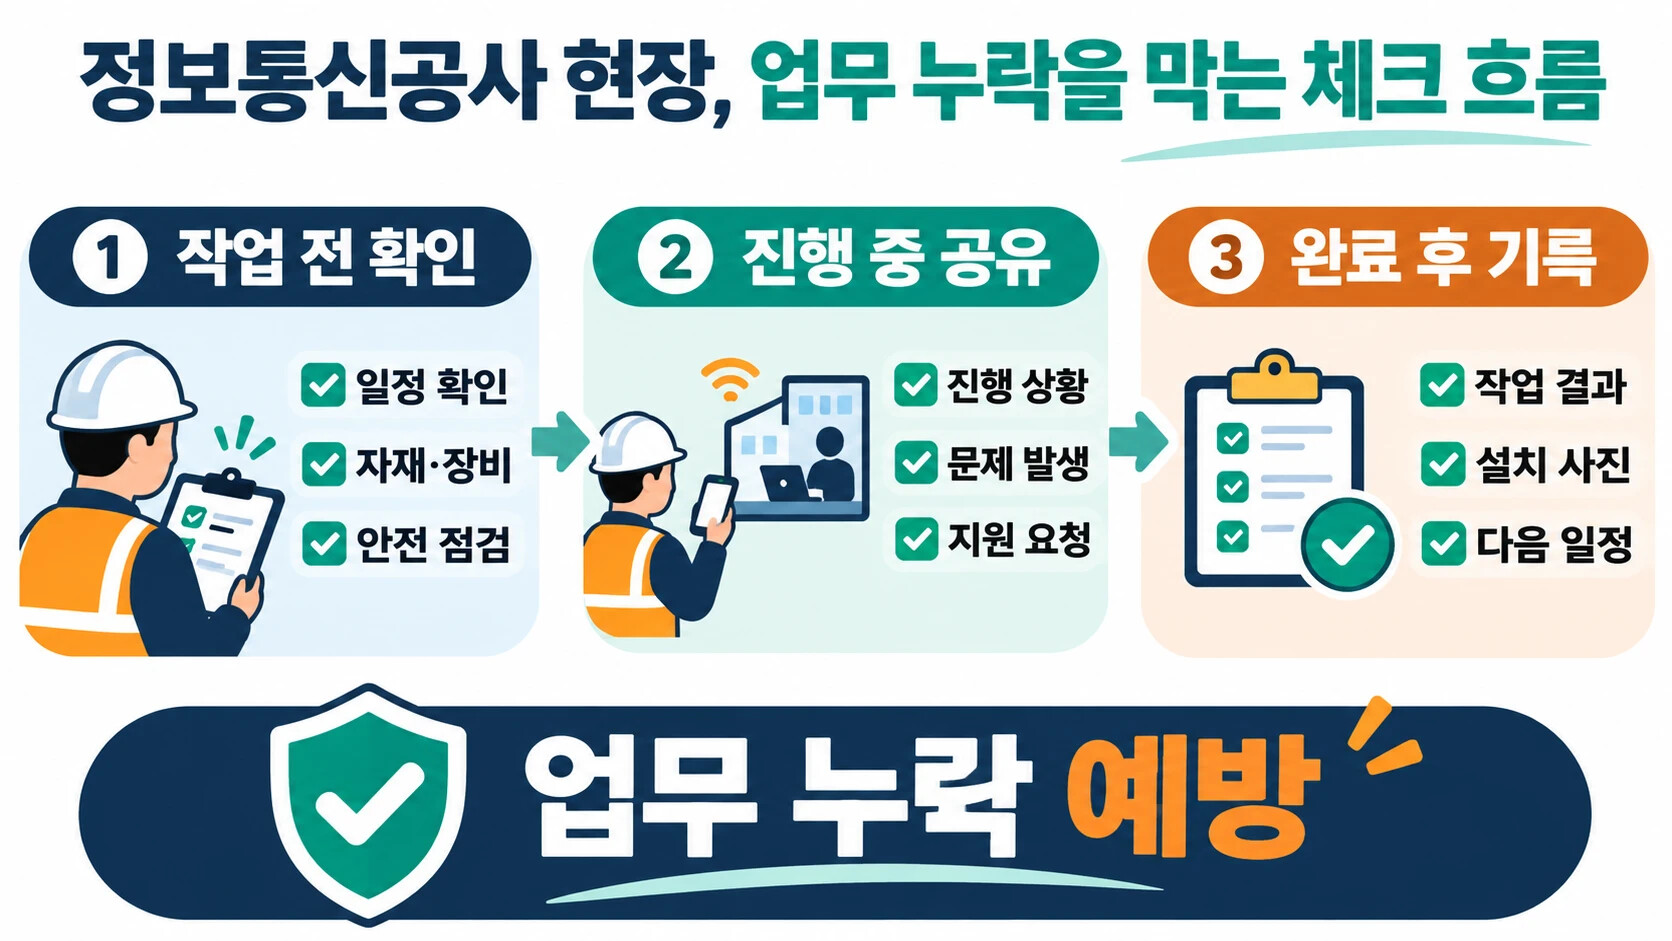 정보통신공사 현장, 업무 누락을 막는 체크 흐름
1 작업 전 확인
일정 확인
자재·장비
안전 점검
2 진행 중 공유
진행 상황
문제 발생
지원 요청
3 완료 후 기록
작업 결과
설치 사진
다음 일정
업무 누락 예방